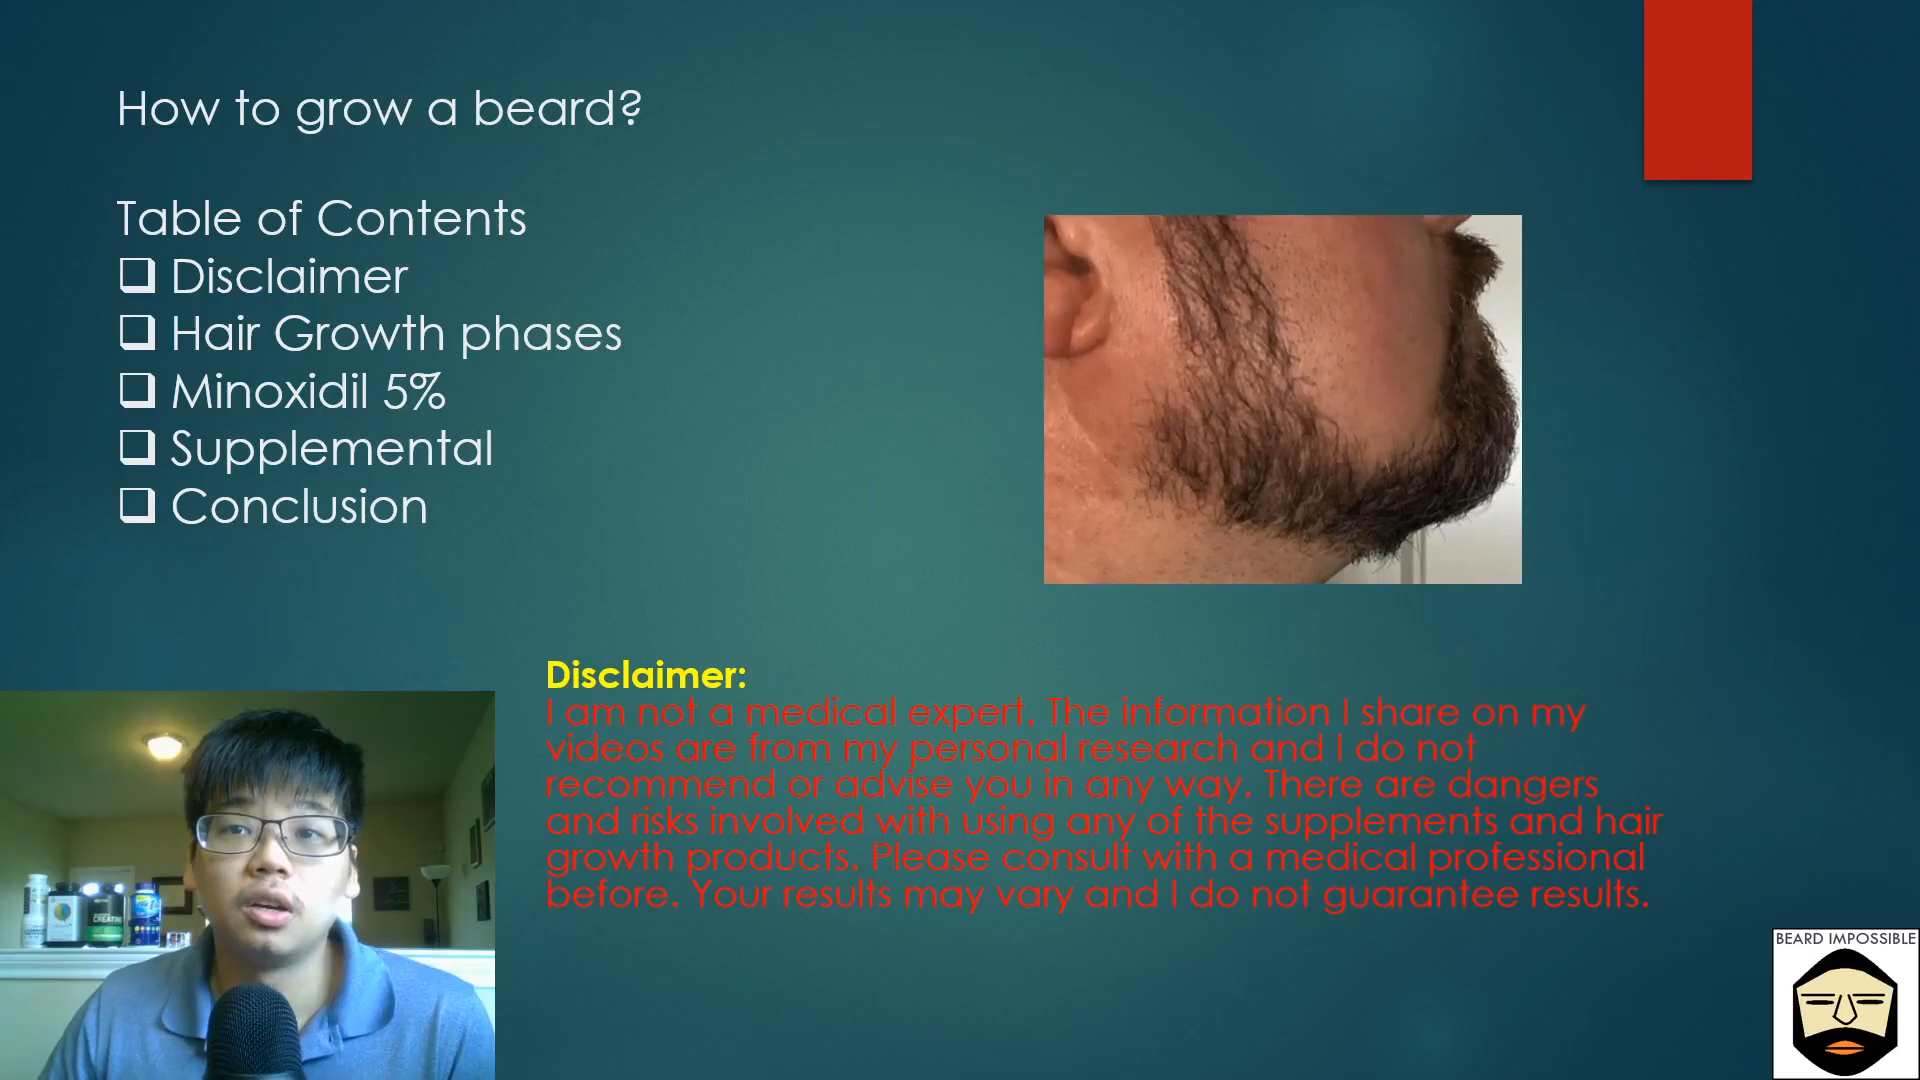 How to grow a beard?
Table of Contents
Disclaimer
Hair Growth phases
Minoxidil 5%
Supplemental
Conclusion
Disclaimer:
I am not a medical expert. The information I share on my
videos are from my personal research and I do not
recommend or advise you in any way. There are dangers
and risks involved with using any of the supplements and hair
growth products. Please consult with a medical professional
before. Your results may vary and I do not guarantee results.
CREATINE
BEARD IMPOSSIBLE